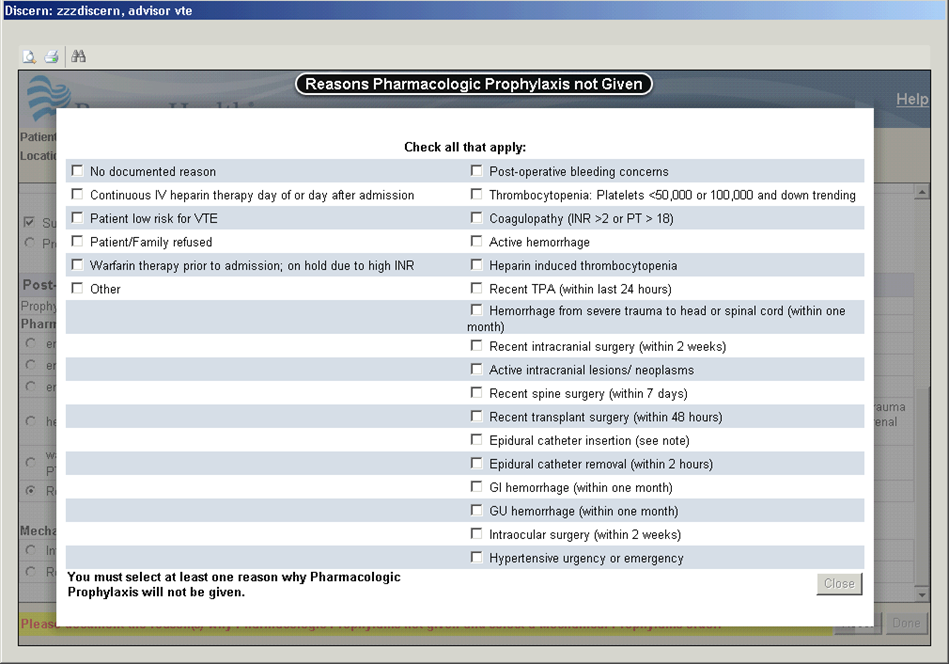 Discern: zzzdiscern, advisor vte
Reasons Pharmacologic Prophylaxis not Given
Help
Patient
Check all that apply:
No documented reason
Continuous IV heparin therapy day of or day after admission
Patient low risk for VTE
Patient/Family refused
Warfarin therapy prior to admission; on hold due to high INR
Other
Post-operative bleeding concerns
Thrombocytopenia: Platelets <50,000 or 100,000 and down trending
Coagulopathy (INR >2 or PT > 18)
Active hemorrhage
Heparin induced thrombocytopenia
Recent TPA (within last 24 hours)
Hemorrhage from severe trauma to head or spinal cord (within one
month)
Recent intracranial surgery (within 2 weeks)
Active intracranial lesions/ neoplasms
Recent spine surgery (within 7 days)
Recent transplant surgery (within 48 hours)
Epidural catheter insertion (see note)
Epidural catheter removal (within 2 hours)
GI hemorrhage (within one month)
GU hemorrhage (within one month)
Intraocular surgery (within 2 weeks)
Hypertensive urgency or emergency
You must select at least one reason why Pharmacologic
Prophylaxis will not be given.
Close
Done